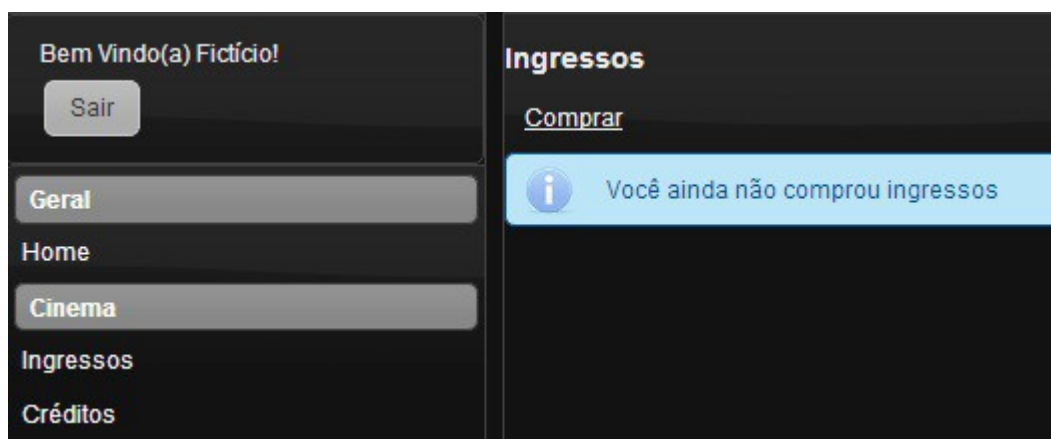 Bem Vindo(a) Fictício!
Sair
Geral
Home
Cinema
Ingressos
Créditos
Ingressos
Comprar
Você ainda não comprou ingressos